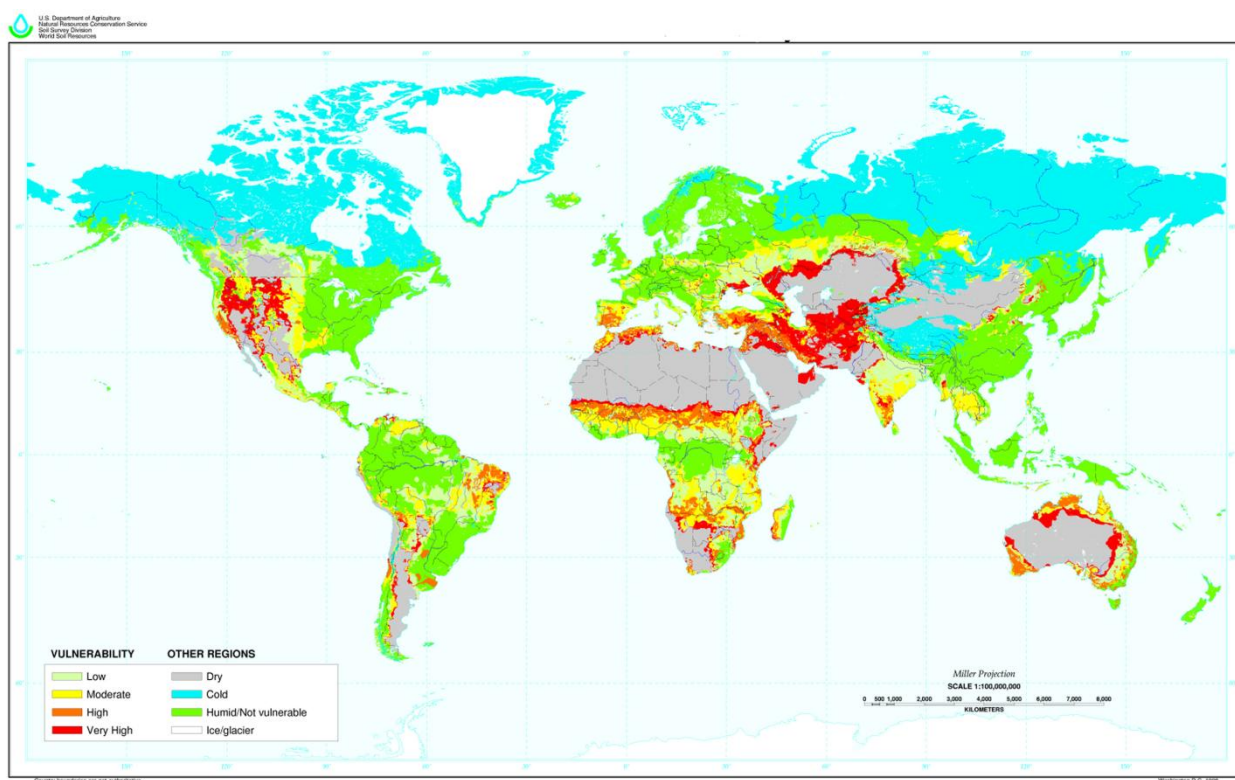 U.S. Department of Agriculture
Natural Resources Conservation Service
Soil Survey Division
World Soil Resources
VULNERABILITY
Low
Moderate
High
Very High
OTHER REGIONS
Dry
Cold
Humid/Not vulnerable
Ice/glacier
Miller Projection
SCALE 1:100,000,000
0 500 1,000 2,000 3,000 4,000 5,000 6,000 7,000 8,000
KILOMETERS